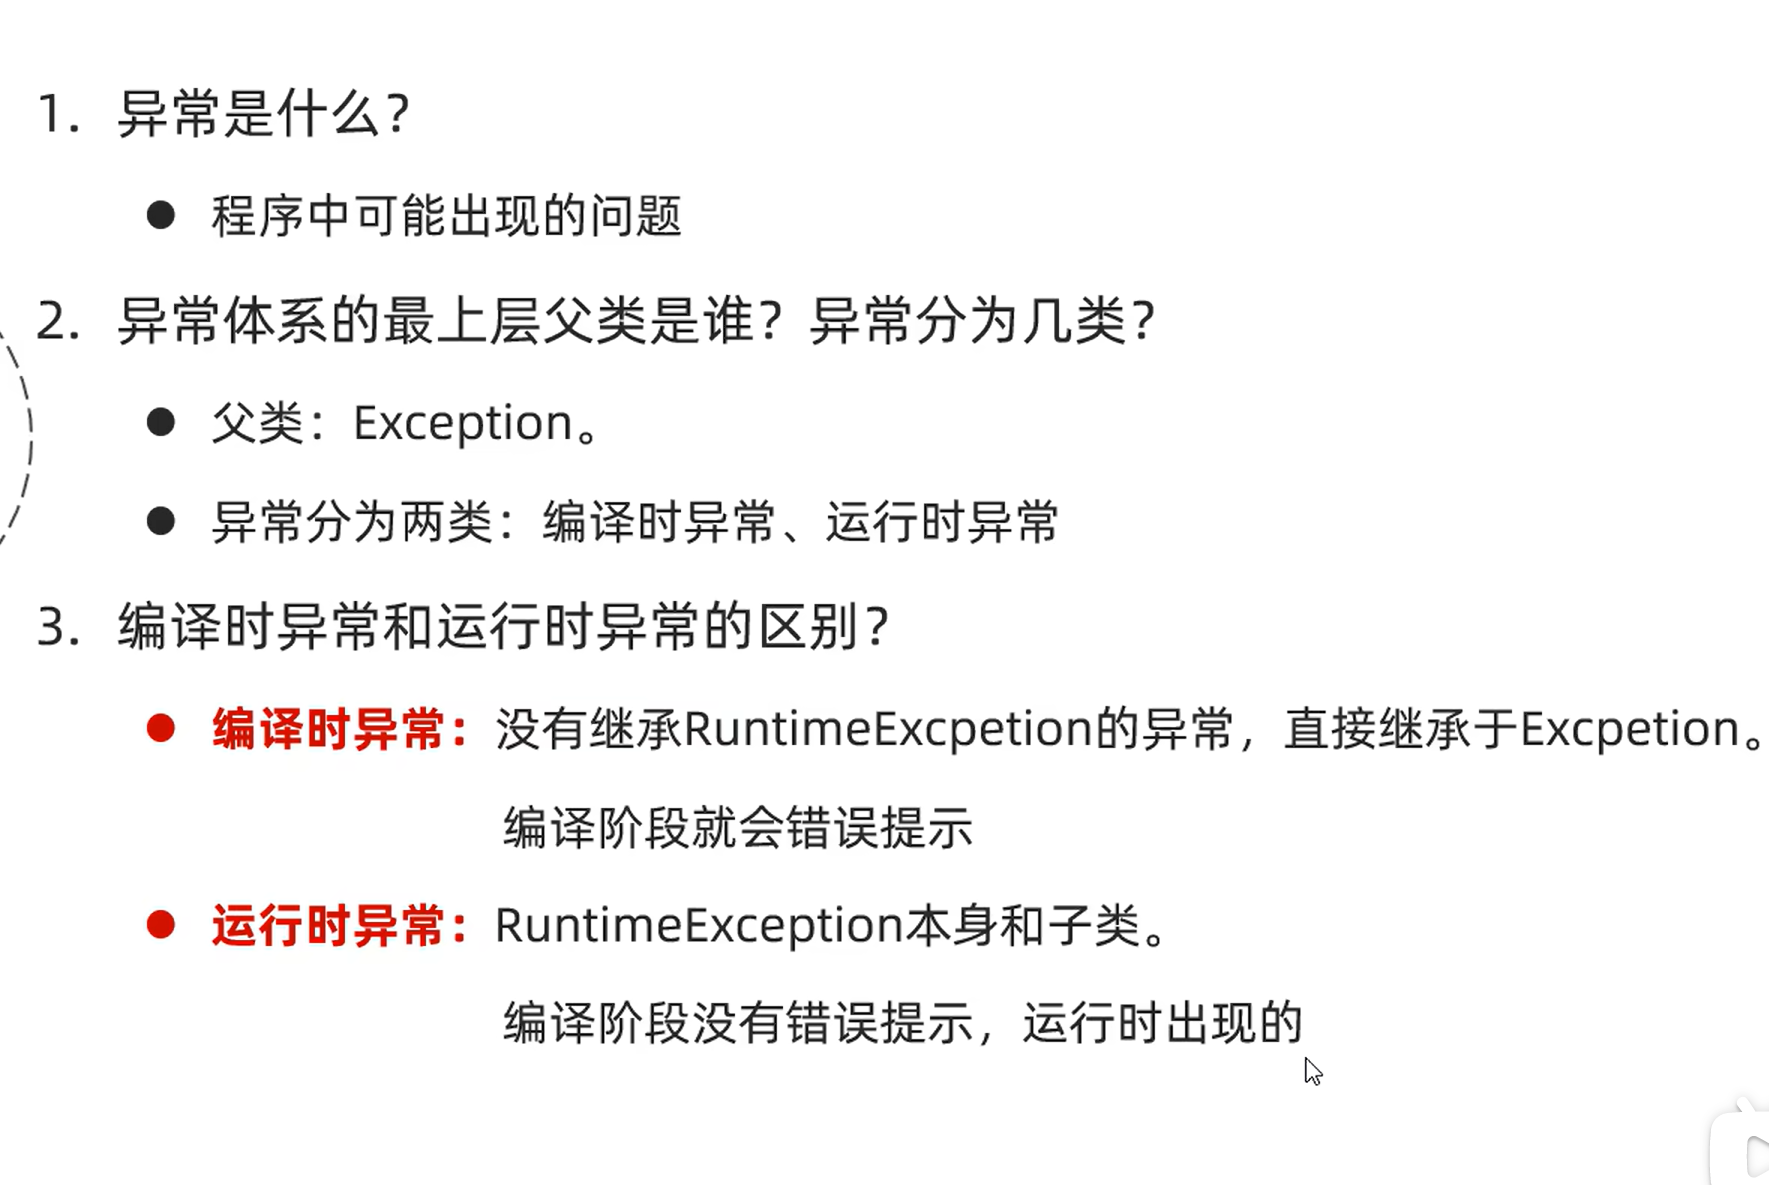 1. 异常是什么？
● 程序中可能出现的问题
2. 异常体系的最上层父类是谁？异常分为几类？
● 父类：Exception。
● 异常分为两类：编译时异常、运行时异常
3. 编译时异常和运行时异常的区别？
● 编译时异常：没有继承RuntimeExcpetion的异常，直接继承于Excpetion。
编译阶段就会错误提示
● 运行时异常：RuntimeException本身和子类。
编译阶段没有错误提示，运行时出现的